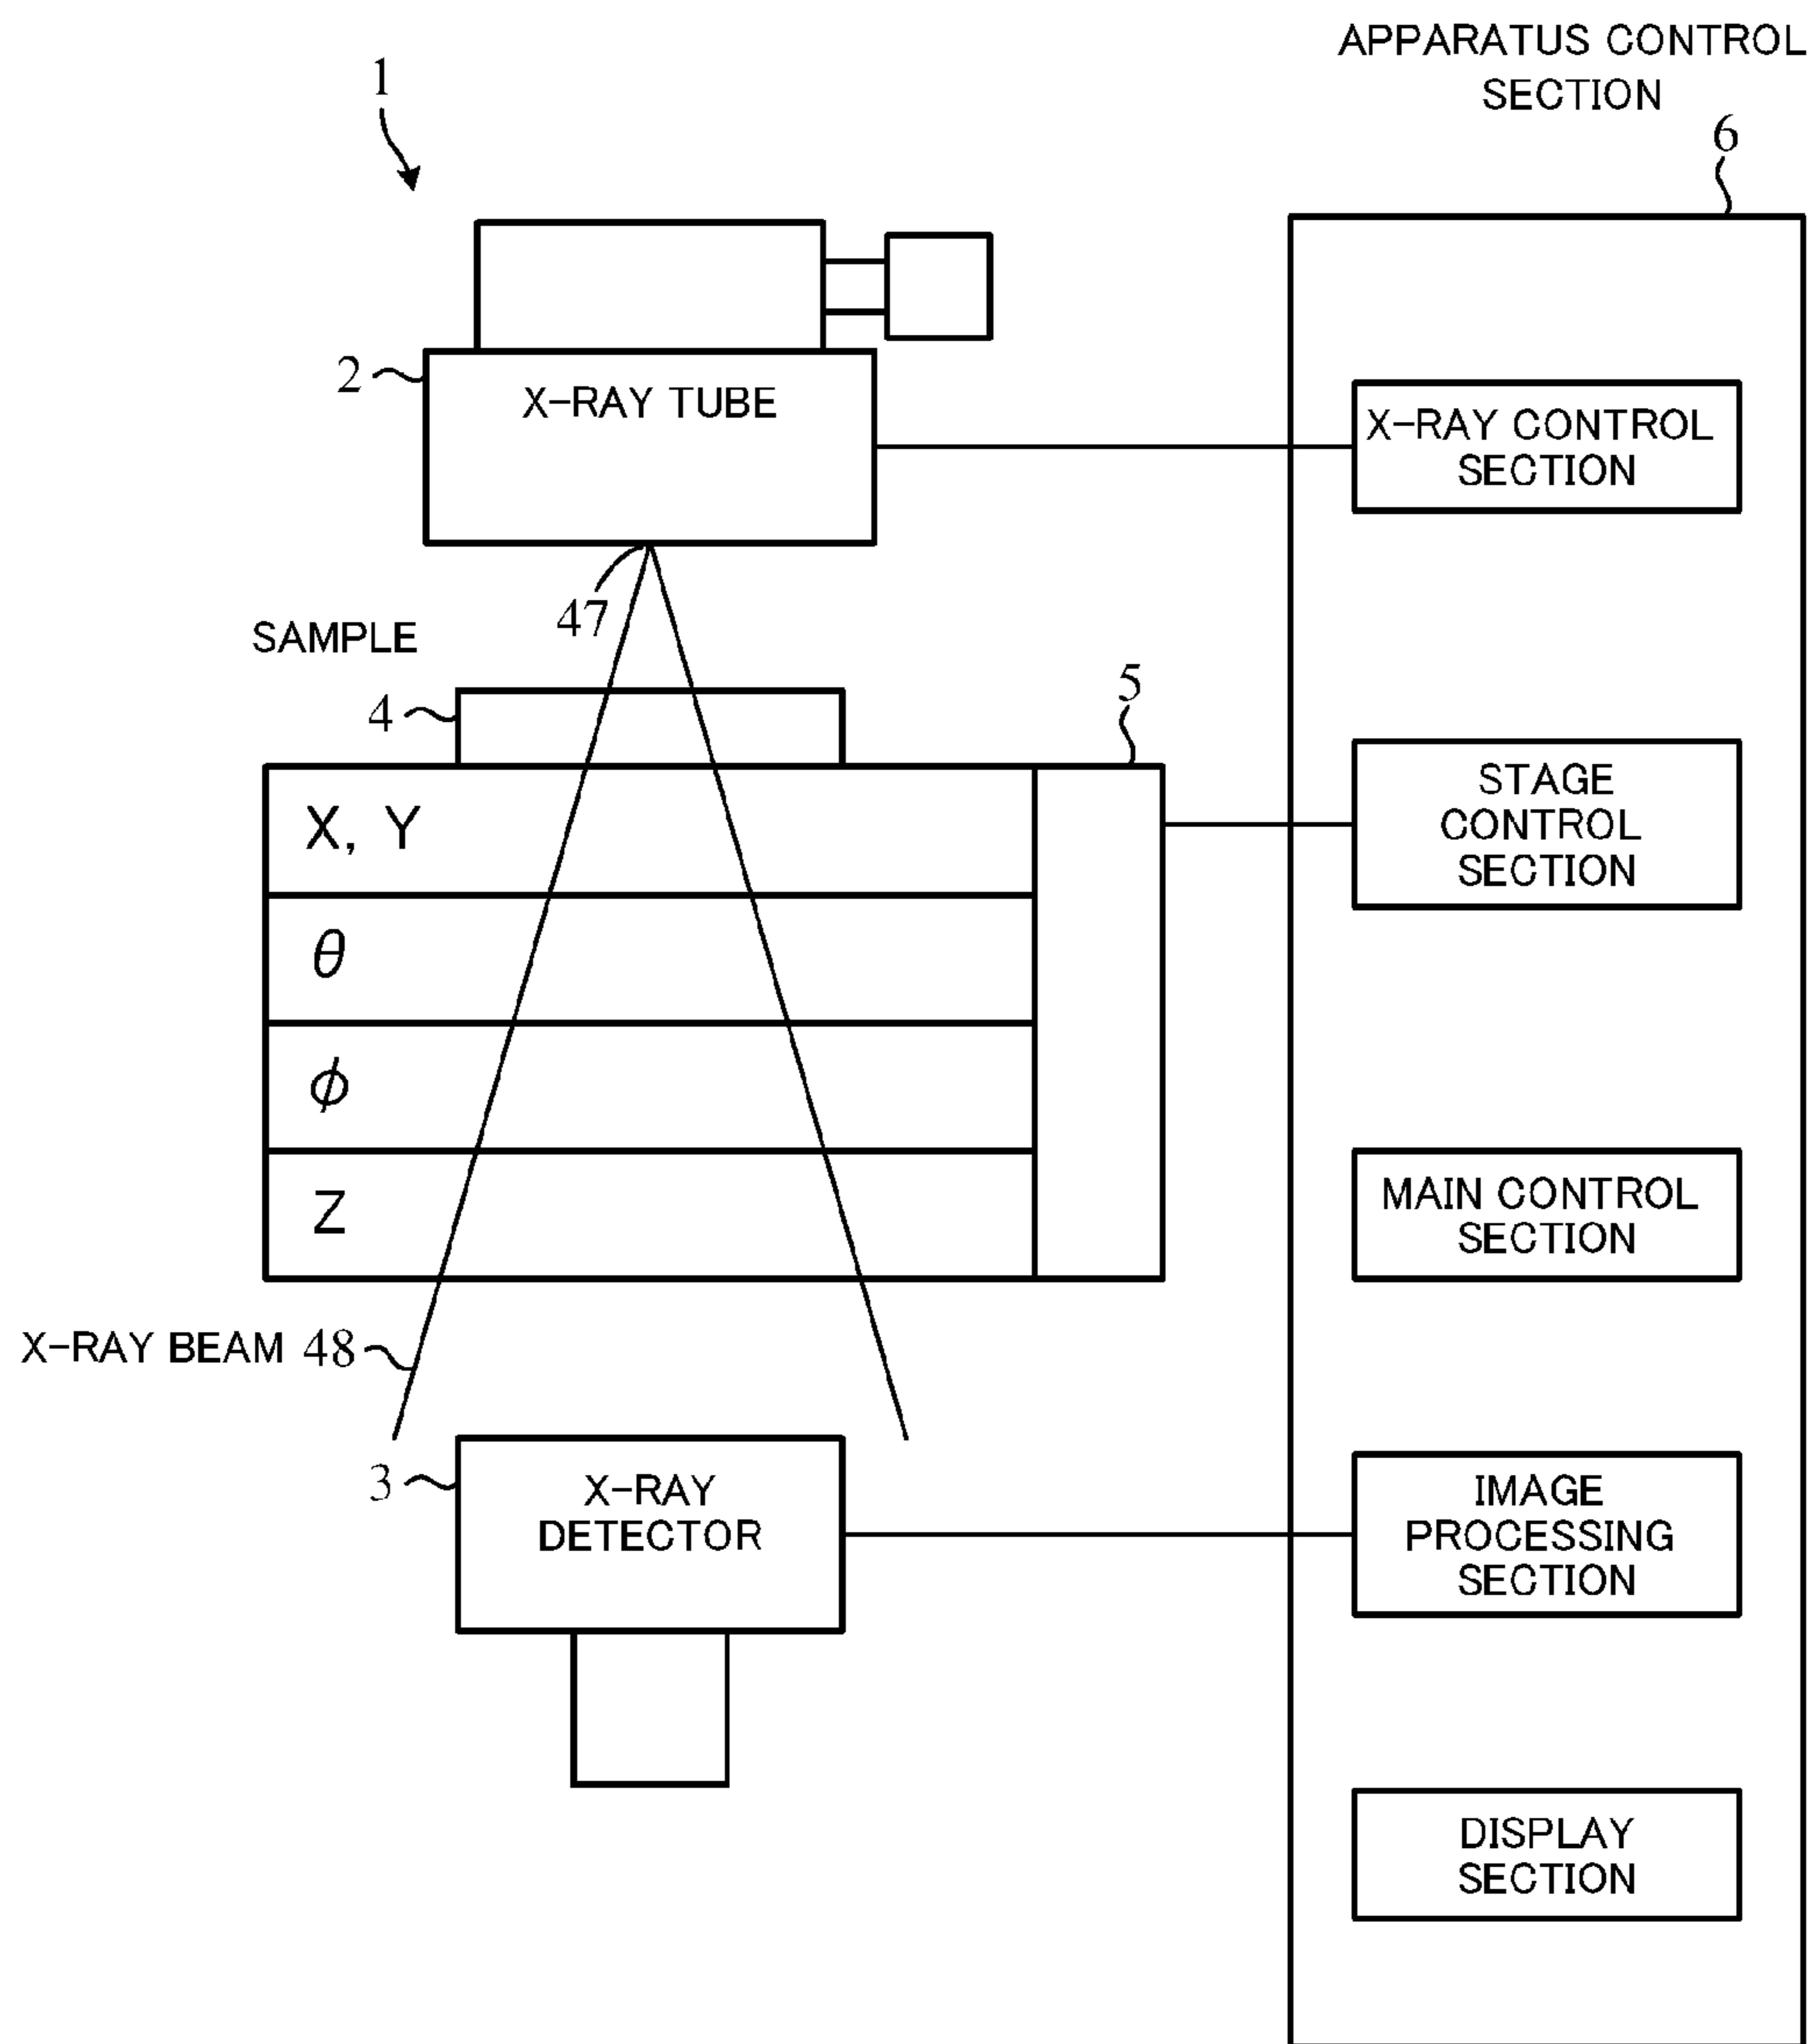 APPARATUS CONTROL
SECTION
1
6
2
X-RAY TUBE
X-RAY CONTROL
SECTION
47
SAMPLE
4
5
X, Y
STAGE
CONTROL
SECTION
θ
ϕ
Z
MAIN CONTROL
SECTION
X-RAY BEAM 48
3
X-RAY
DETECTOR
IMAGE
PROCESSING
SECTION
DISPLAY
SECTION